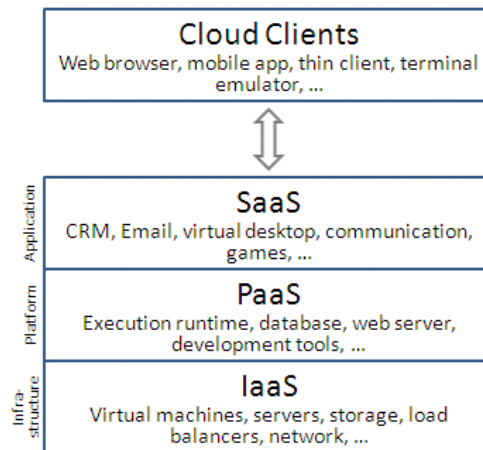 Cloud Clients
Web browser, mobile app, thin client, terminal
emulator, ...
Application
SaaS
CRM, Email, virtual desktop, communication,
games, ...
Platform
PaaS
Execution runtime, database, web server,
development tools, ...
Infra-
structure
IaaS
Virtual machines, servers, storage, load
balancers, network, ...